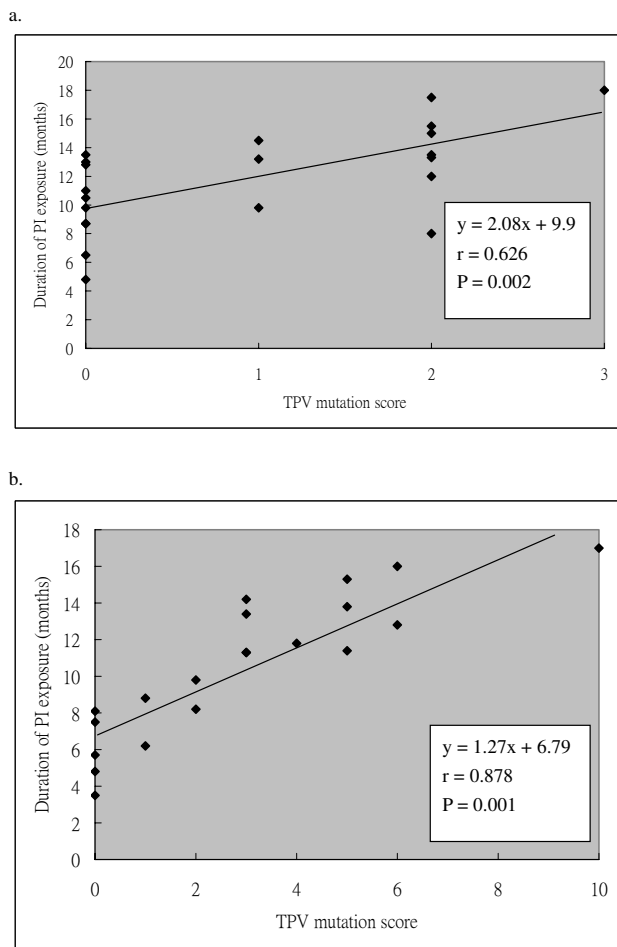 a.
20
18
16
14
12
10
8
6
4
2
0
Duration of PI exposure (months)
y = 2.08x + 9.9
r = 0.626
P = 0.002
0 1 2 3
TPV mutation score
b.
18
16
14
12
10
8
6
4
2
0
Duration of PI exposure (months)
y = 1.27x + 6.79
r = 0.878
P = 0.001
0 2 4 6 8 10
TPV mutation score